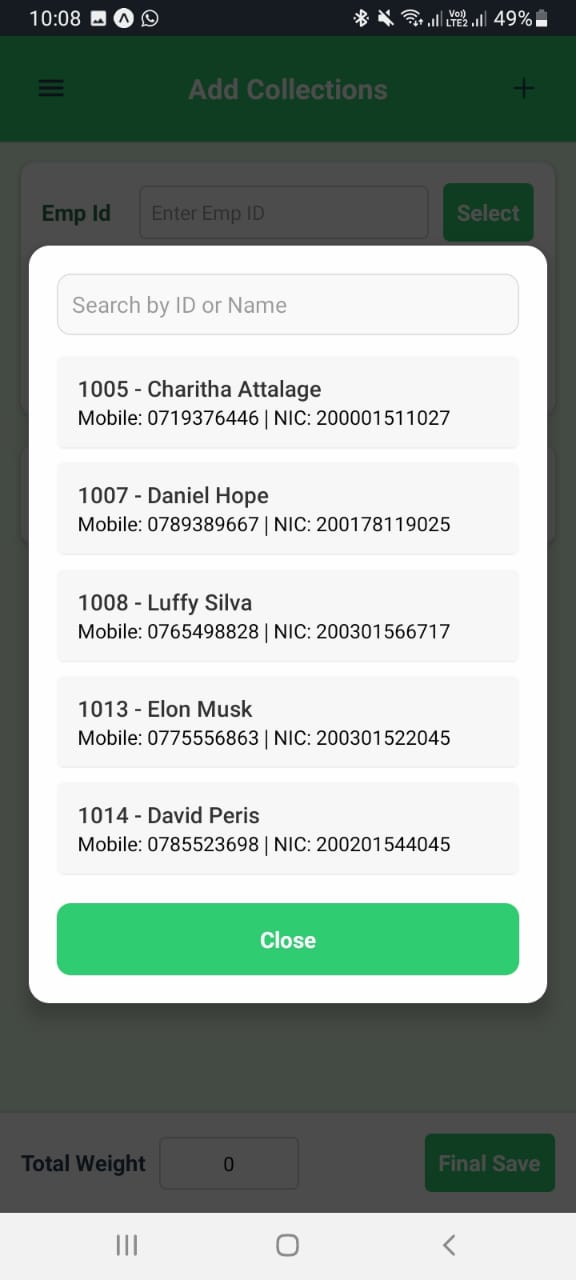 10:08
Vo)) LTE2 49%
Add Collections
Emp Id Enter Emp ID Select
Search by ID or Name
1005 - Charitha Attalage
Mobile: 0719376446 | NIC: 200001511027
1007 - Daniel Hope
Mobile: 0789389667 | NIC: 200178119025
1008 - Luffy Silva
Mobile: 0765498828 | NIC: 200301566717
1013 - Elon Musk
Mobile: 0775556863 | NIC: 200301522045
1014 - David Peris
Mobile: 0785523698 | NIC: 200201544045
Close
Total Weight 0 Final Save